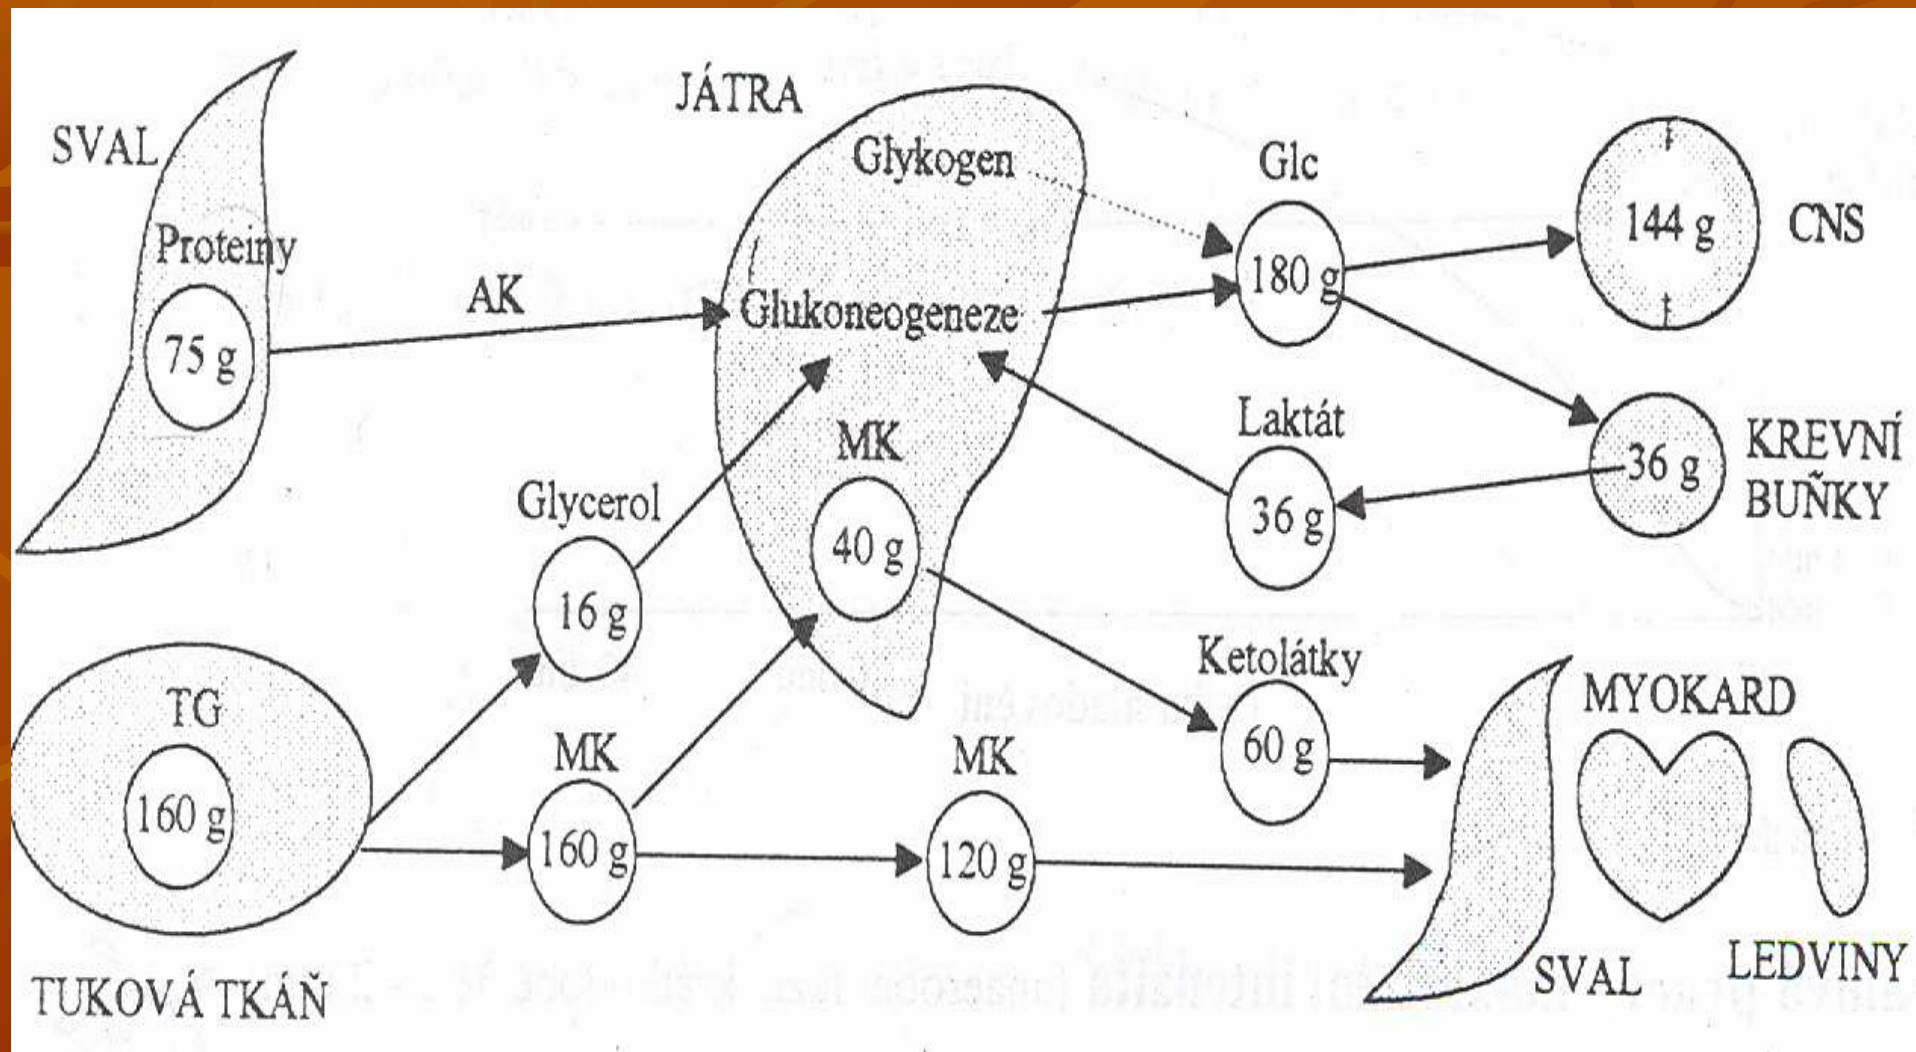 JÁTRA
SVAL
Glykogen
Glc
144 g
CNS
Proteiny
180 g
AK
Glukoneogeneze
75 g
Laktát
MK
KREVNÍ
BUŇKY
36 g
36 g
Glycerol
40 g
16 g
Ketolátky
TG
MYOKARD
MK
MK
60 g
160 g
160 g
120 g
SVAL
LEDVINY
TUKOVÁ TKÁŇ